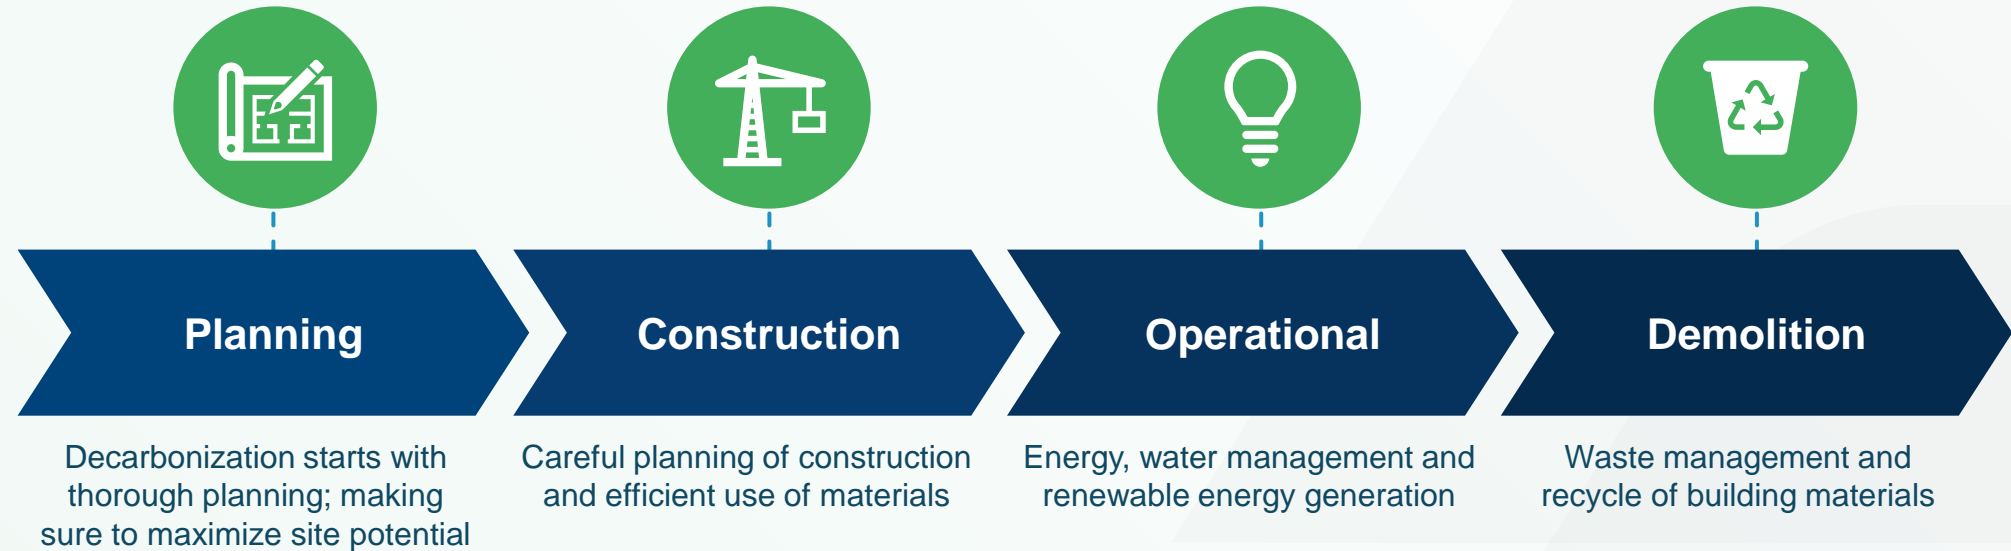 Planning
Construction
Operational
Demolition
Decarbonization starts with
thorough planning; making
sure to maximize site potential
Careful planning of construction
and efficient use of materials
Energy, water management and
renewable energy generation
Waste management and
recycle of building materials